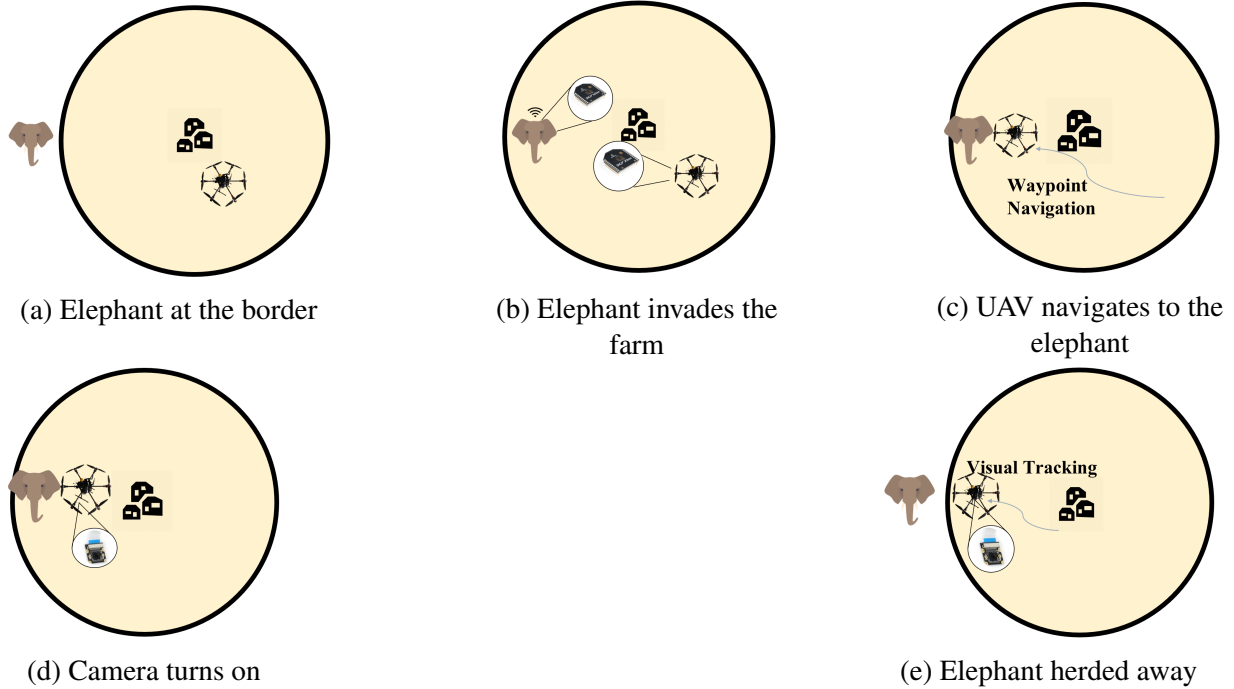 (a) Elephant at the border
(b) Elephant invades the
farm
Waypoint
Navigation
(c) UAV navigates to the
elephant
(d) Camera turns on
Visual Tracking
(e) Elephant herded away